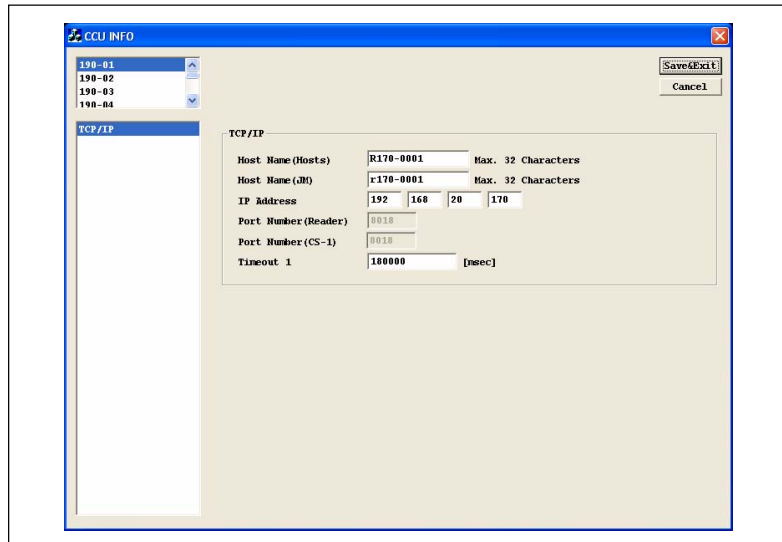 CCU INFO
190-01
190-02
190-03
190-04
Save&Exit
Cancel
TCP/IP
TCP/IP
Host Name(Hosts) R170-0001 Max. 32 Characters
Host Name(JM) r170-0001 Max. 32 Characters
IP Address 192 168 20 170
Port Number(Reader) 8018
Port Number(CS-1) 8018
Timeout 1 180000 [msec]